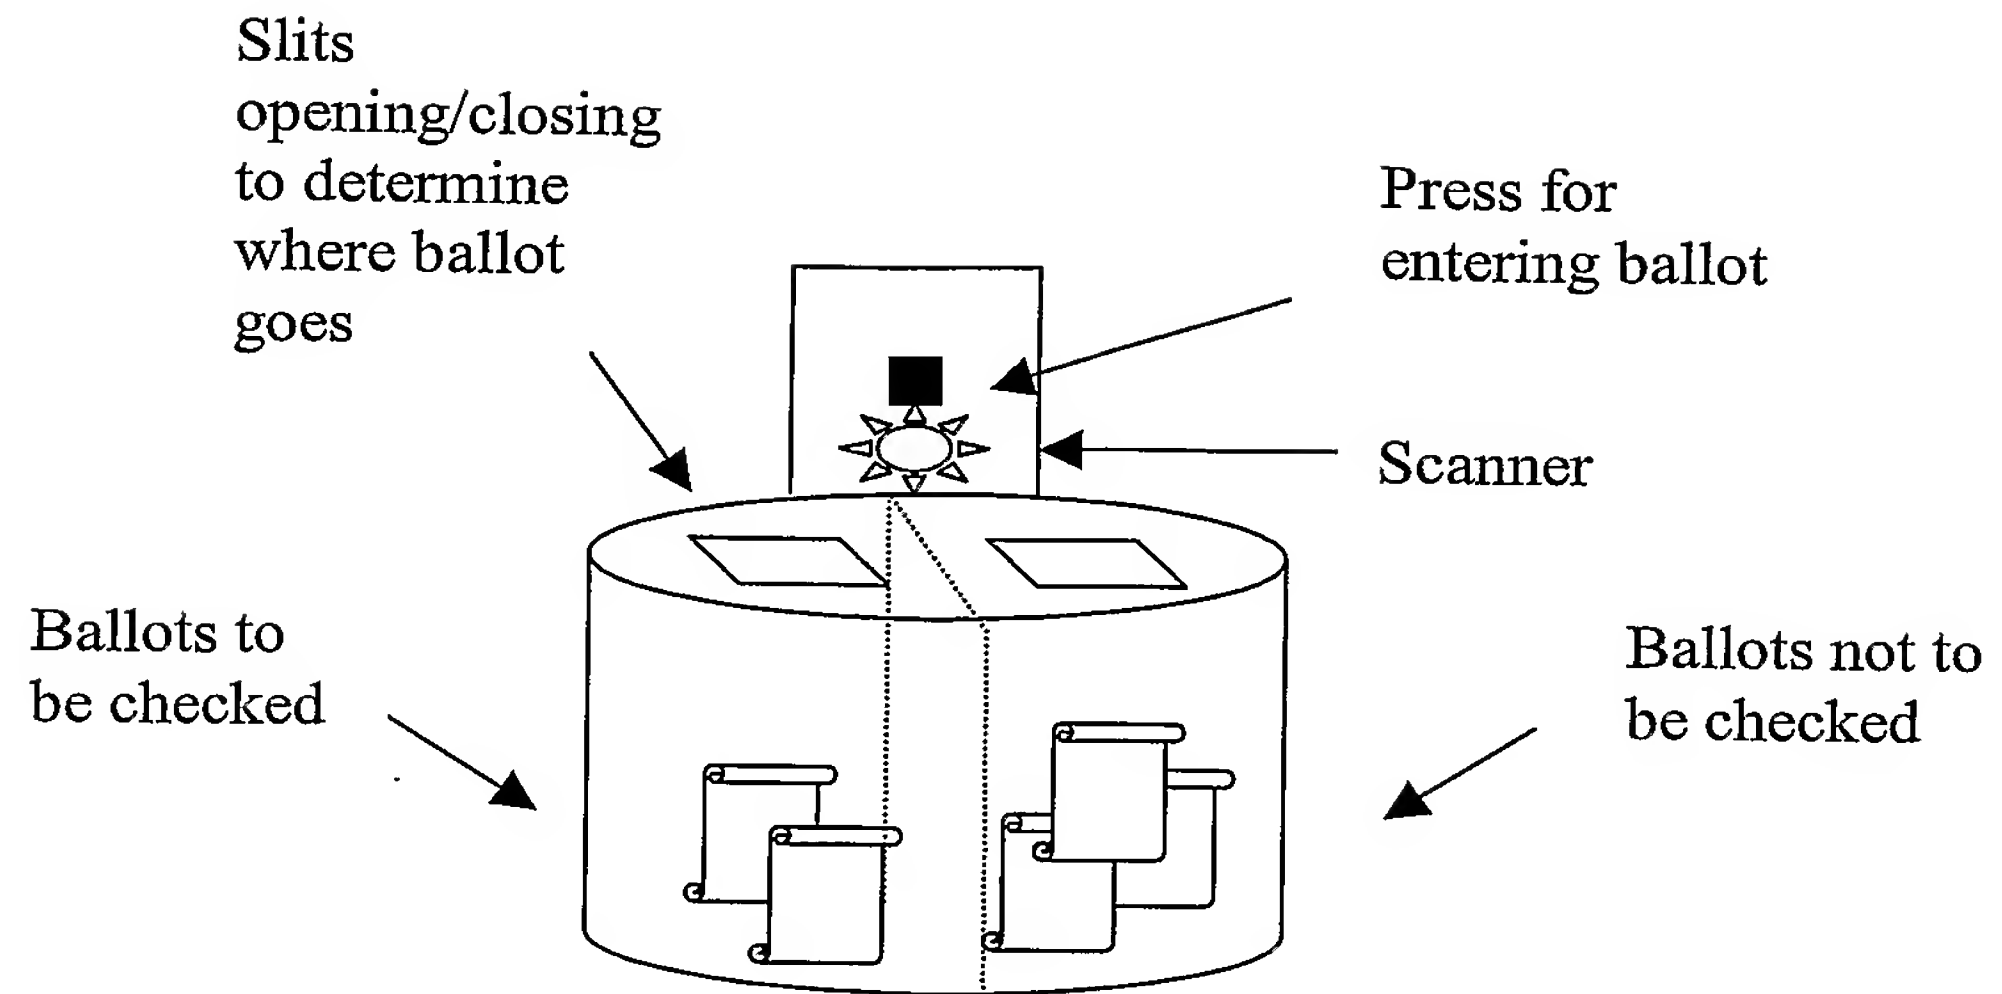 Slits
opening/closing
to determine
where ballot
goes
Press for
entering ballot
Scanner
Ballots to
be checked
Ballots not to
be checked